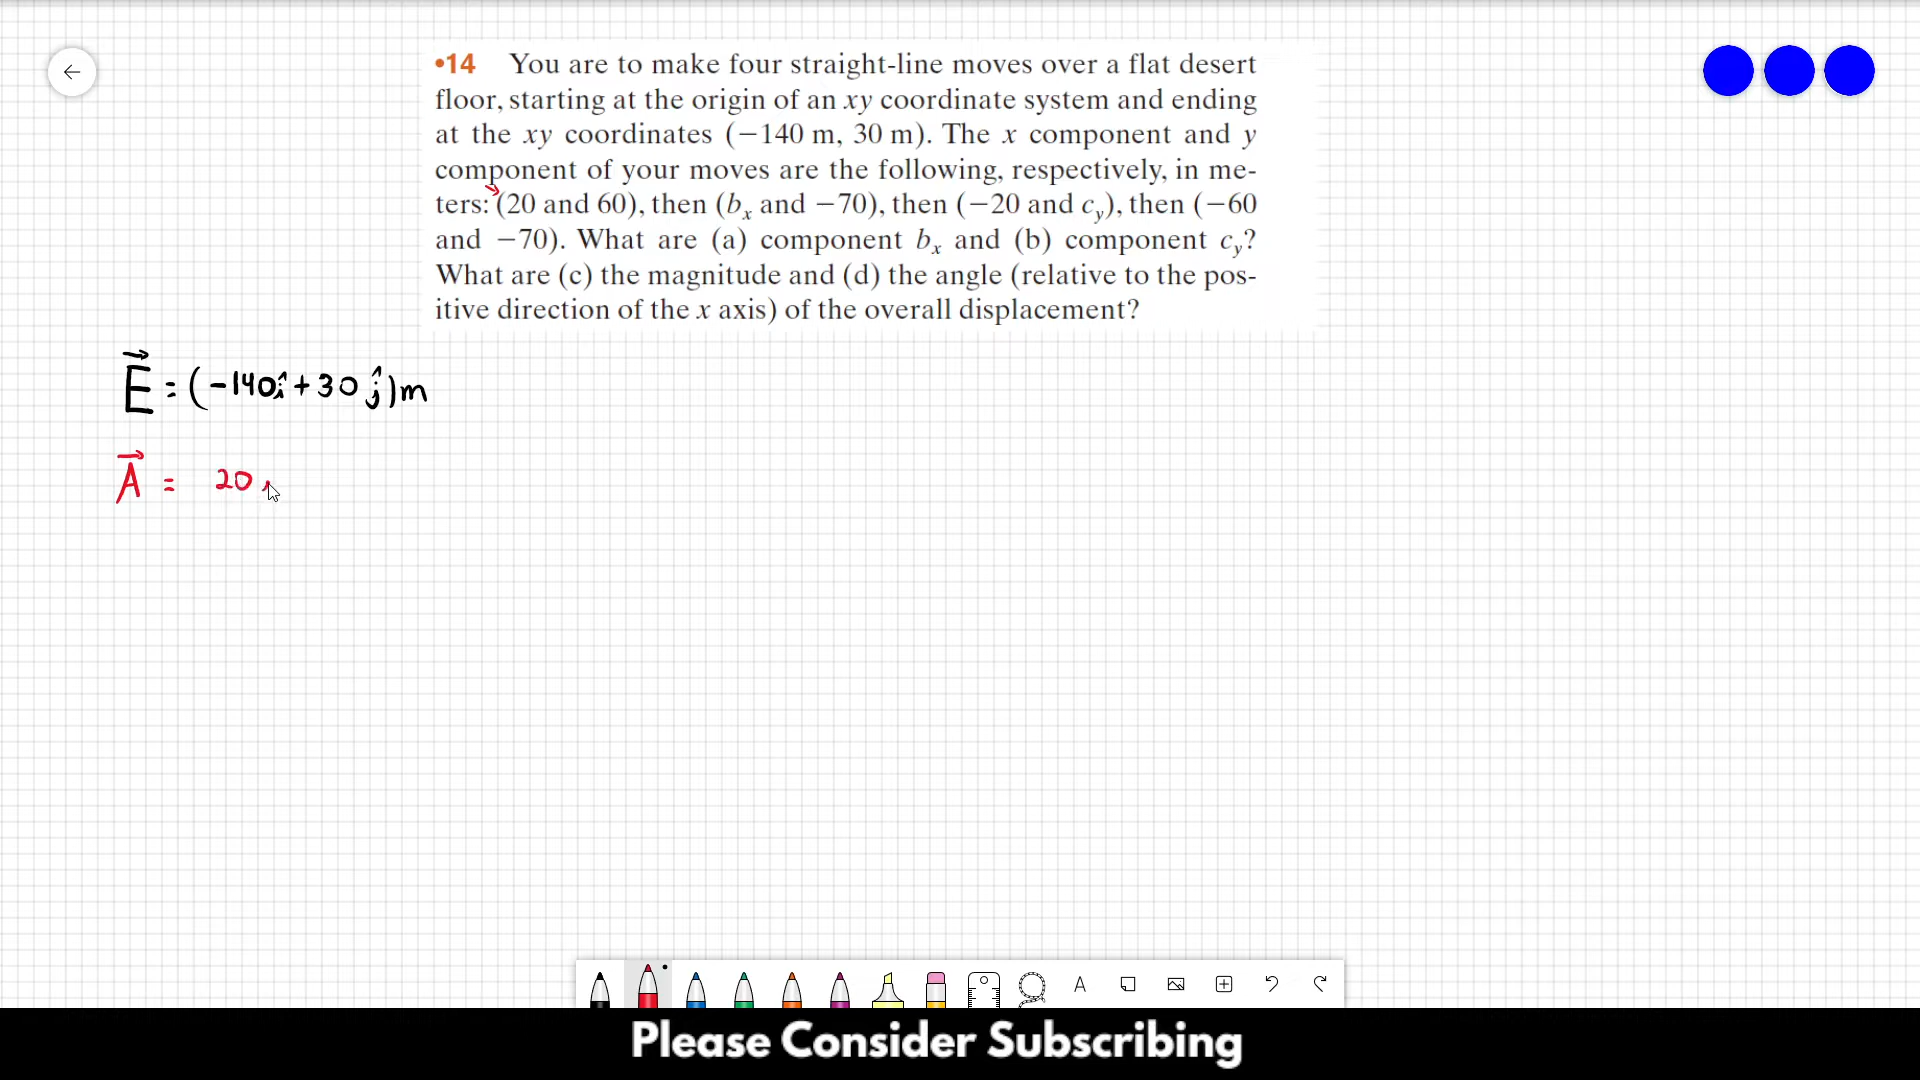 •14 You are to make four straight-line moves over a flat desert
floor, starting at the origin of an xy coordinate system and ending
at the xy coordinates (−140 m, 30 m). The x component and y
component of your moves are the following, respectively, in me-
ters: (20 and 60), then (bₓ and −70), then (−20 and c_y), then (−60
and −70). What are (a) component bₓ and (b) component c_y?
What are (c) the magnitude and (d) the angle (relative to the pos-
itive direction of the x axis) of the overall displacement?
E⃗ = (-140î + 30ĵ)m
A⃗ = 20
A
Please Consider Subscribing